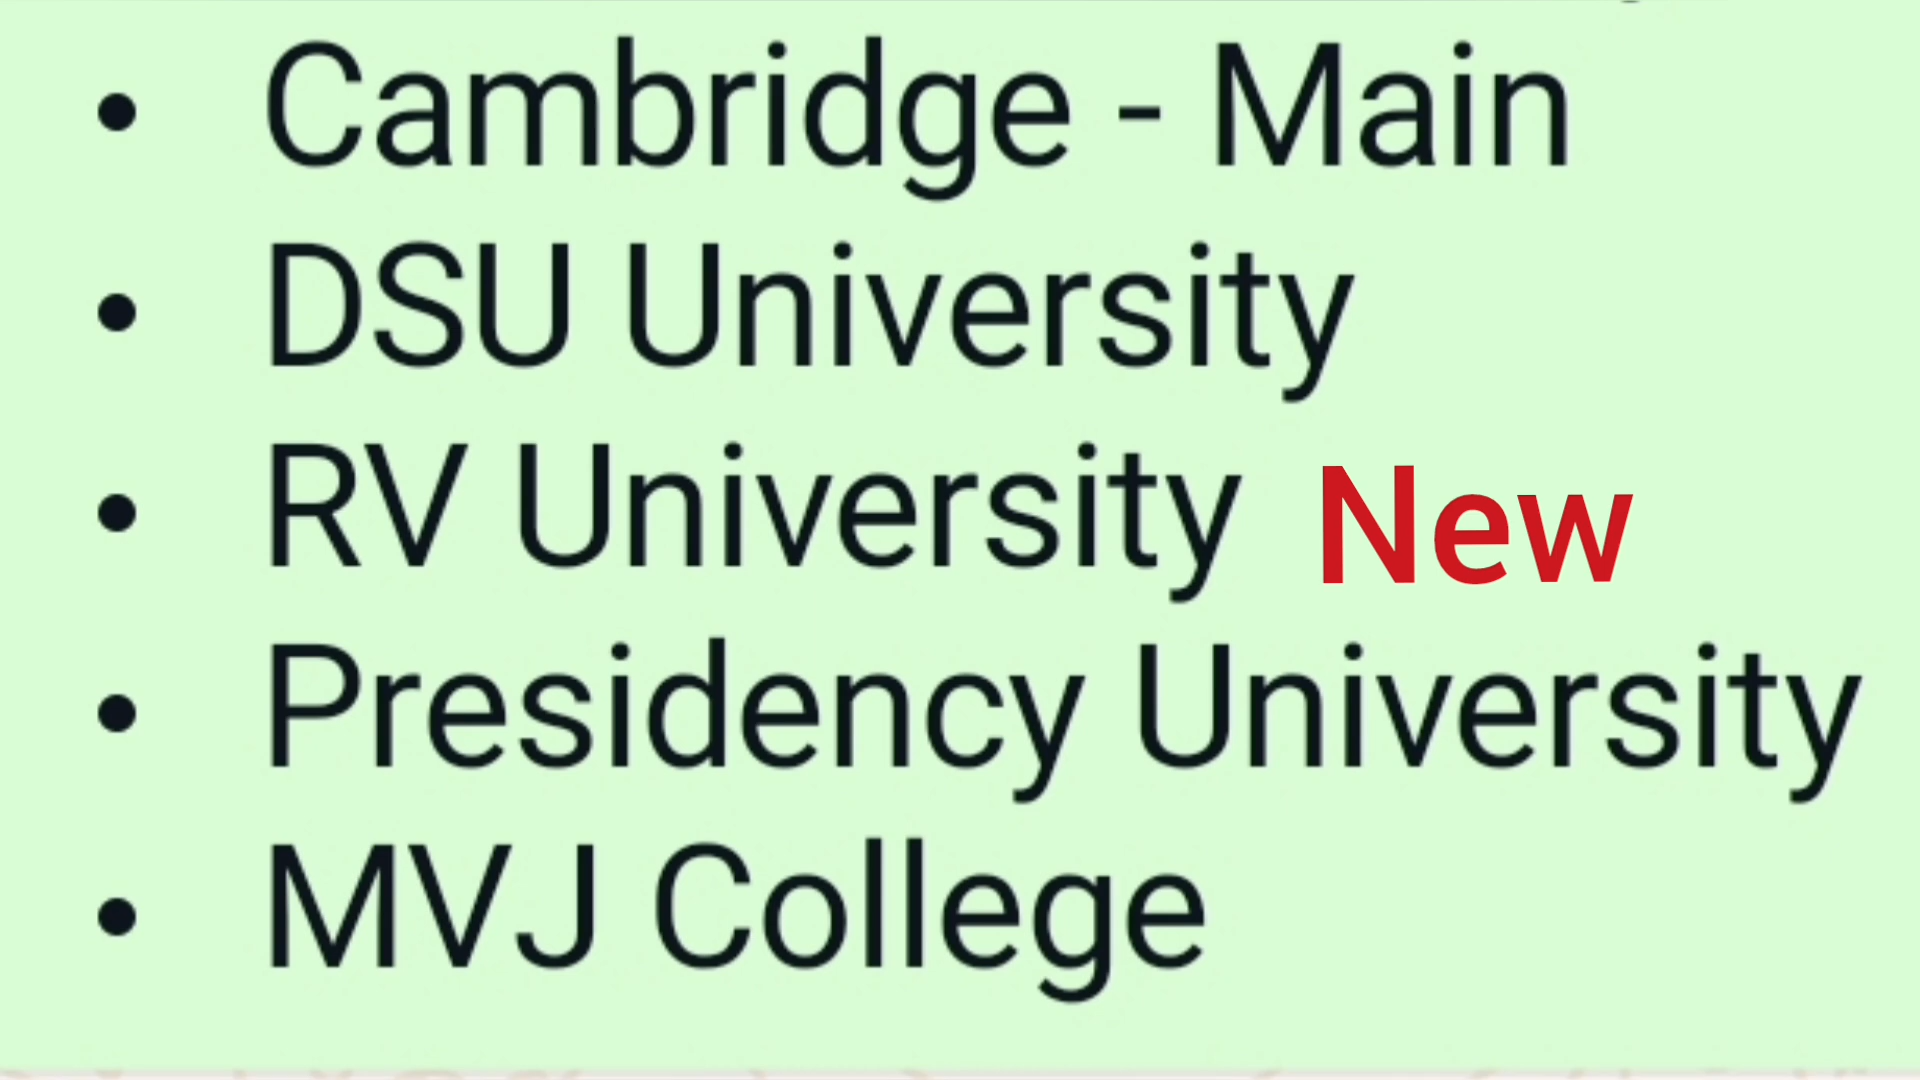 • Cambridge - Main
• DSU University
• RV University New
• Presidency University
• MVJ College